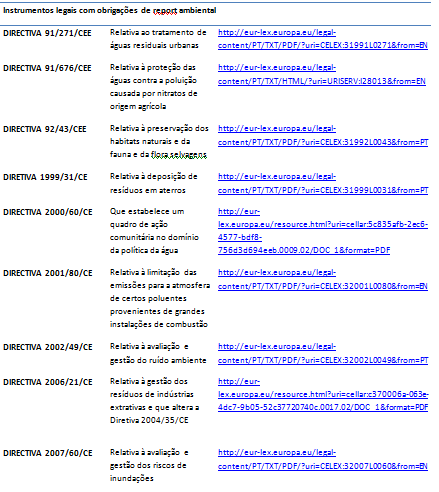 Instrumentos legais com obrigações de report ambiental
DIRECTIVA 91/271/CEE Relativa ao tratamento de http://eur-lex.europa.eu/legal-
águas residuais urbanas content/PT/TXT/PDF/?uri=CELEX:31991L0271&from=EN
DIRECTIVA 91/676/CEE Relativa à proteção das http://eur-lex.europa.eu/legal-
águas contra a poluição content/PT/TXT/HTML/?uri=URISERV:l28013&from=EN
causada por nitratos de
origem agrícola
DIRECTIVA 92/43/CEE Relativa à preservação dos http://eur-lex.europa.eu/legal-
habitats naturais e da content/PT/TXT/PDF/?uri=CELEX:31992L0043&from=PT
fauna e da flora selvagens
DIRETIVA 1999/31/CE Relativa à deposição de http://eur-lex.europa.eu/legal-
resíduos em aterros content/PT/TXT/PDF/?uri=CELEX:31999L0031&from=PT
DIRECTIVA 2000/60/CE Que estabelece um http://eur-
quadro de ação lex.europa.eu/resource.html?uri=cellar:5c835afb-2ec6-
comunitária no domínio 4577-bdf8-
da política da água 756d3d694eeb.0009.02/DOC_1&format=PDF
DIRECTIVA 2001/80/CE Relativa à limitação das http://eur-lex.europa.eu/legal-
emissões para a atmosfera content/PT/TXT/PDF/?uri=CELEX:32001L0080&from=EN
de certos poluentes
provenientes de grandes
instalações de combustão
DIRECTIVA 2002/49/CE Relativa à avaliação e http://eur-lex.europa.eu/legal-
gestão do ruído ambiente content/PT/TXT/PDF/?uri=CELEX:32002L0049&from=PT
DIRECTIVA 2006/21/CE Relativa à gestão dos http://eur-
resíduos de indústrias lex.europa.eu/resource.html?uri=cellar:c370006a-063e-
extrativas e que altera a 4dc7-9b05-52c37720740c.0017.02/DOC_1&format=PDF
Diretiva 2004/35/CE
DIRECTIVA 2007/60/CE Relativa à avaliação e http://eur-lex.europa.eu/legal-
gestão dos riscos de content/PT/TXT/PDF/?uri=CELEX:32007L0060&from=EN
inundações